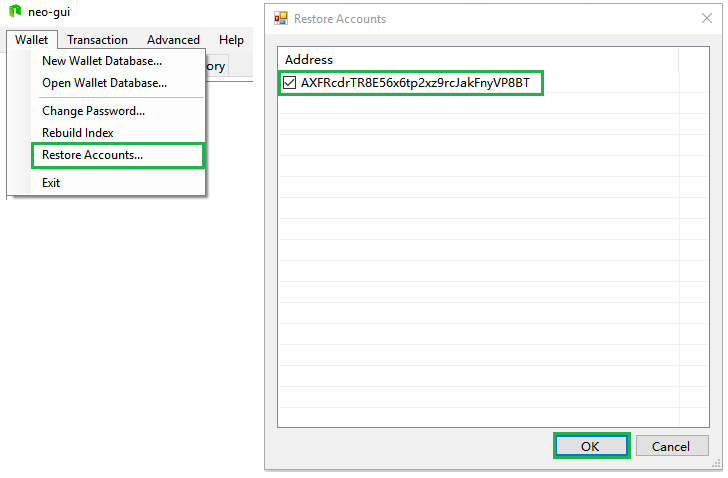 neo-gui
Wallet Transaction Advanced Help
New Wallet Database...
ory
Open Wallet Database...
Change Password...
Rebuild Index
Restore Accounts...
Exit
Restore Accounts
Address
AXFRcdrTR8E56x6tp2xz9rcJakFnyVP8BT
OK Cancel